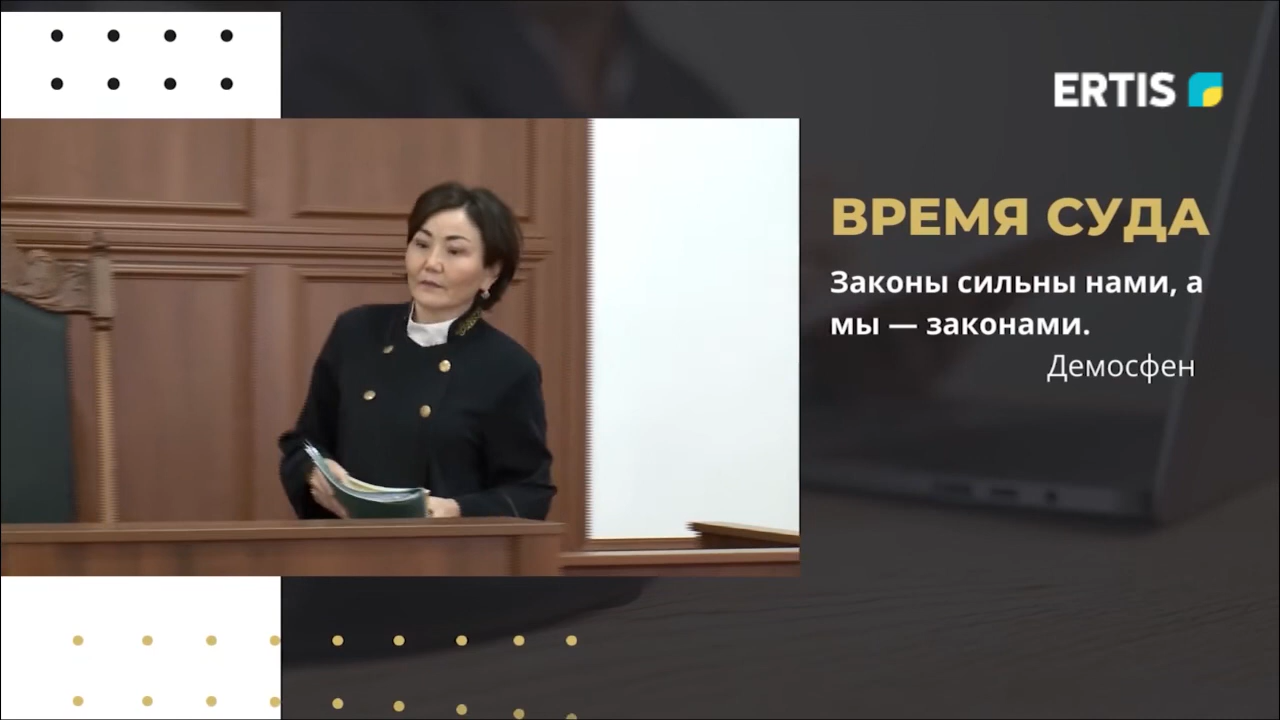 ERTIS
ВРЕМЯ СУДА
Законы сильны нами, а
мы — законами.
Демосфен